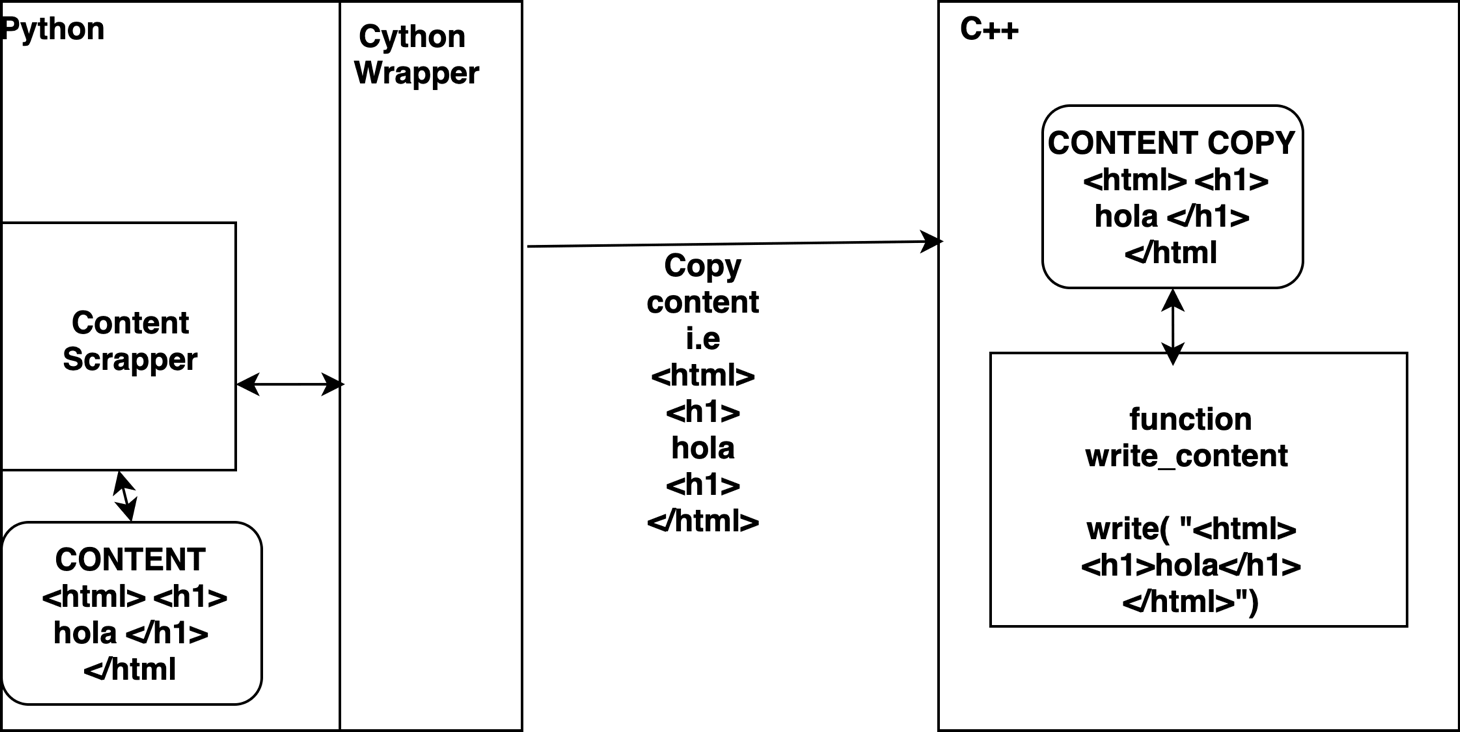 Python
Cython
Wrapper
Content
Scrapper
CONTENT
<html> <h1>
hola </h1>
</html
Copy
content
i.e
<html>
<h1>
hola
<h1>
</html>
C++
CONTENT COPY
<html> <h1>
hola </h1>
</html
function
write_content
write( "<html>
<h1>hola</h1>
</html>")